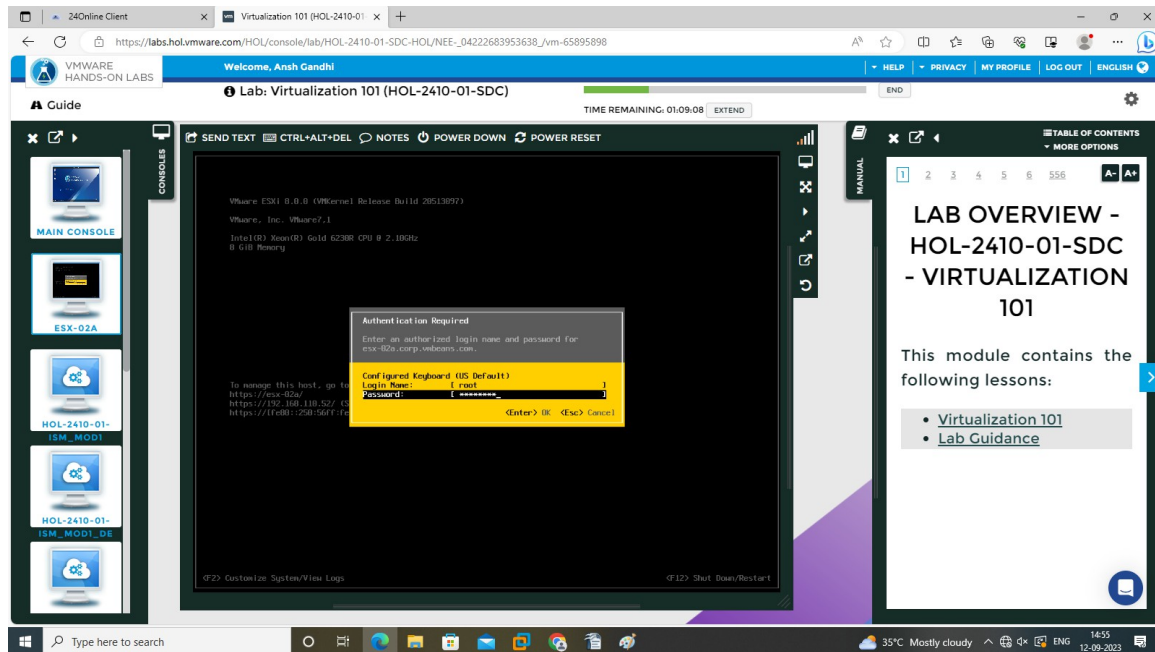 24Online Client
Virtualization 101 (HOL-2410-01
https://labs.hol.vmware.com/HOL/console/lab/HOL-2410-01-SDC-HOL/NEE-_04222683953638_/vm-65895898
VMWARE
HANDS-ON LABS
Welcome, Ansh Gandhi
HELP
PRIVACY
MY PROFILE
LOG OUT
ENGLISH
Guide
Lab: Virtualization 101 (HOL-2410-01-SDC)
TIME REMAINING: 01:09:08
EXTEND
END
CONSOLES
MAIN CONSOLE
ESX-02A
HOL-2410-01-
ISM_MOD1
HOL-2410-01-
ISM_MOD1_DE
SEND TEXT CTRL+ALT+DEL NOTES POWER DOWN POWER RESET
VMware ESXi 8.0.0 (VMKernel Release Build 20513097)
VMware, Inc. VMware7,1
Intel(R) Xeon(R) Gold 6230R CPU @ 2.10GHz
8 GiB Memory
To manage this host, go to
https://esx-02a/
https://192.168.110.52/ (S
https://[fe80::250:56ff:fe
Authentication Required
Enter an authorized login name and password for
esx-02a.corp.vmbeans.com.
Configured Keyboard (US Default)
Login Name: [ root ]
Password: [ ********_ ]
<Enter> OK <Esc> Cancel
<F2> Customize System/View Logs
<F12> Shut Down/Restart
MANUAL
TABLE OF CONTENTS
MORE OPTIONS
1 2 3 4 5 6 556
A- A+
LAB OVERVIEW -
HOL-2410-01-SDC
- VIRTUALIZATION
101
This module contains the
following lessons:
• Virtualization 101
• Lab Guidance
Type here to search
35°C Mostly cloudy
ENG
14:55
12-09-2023